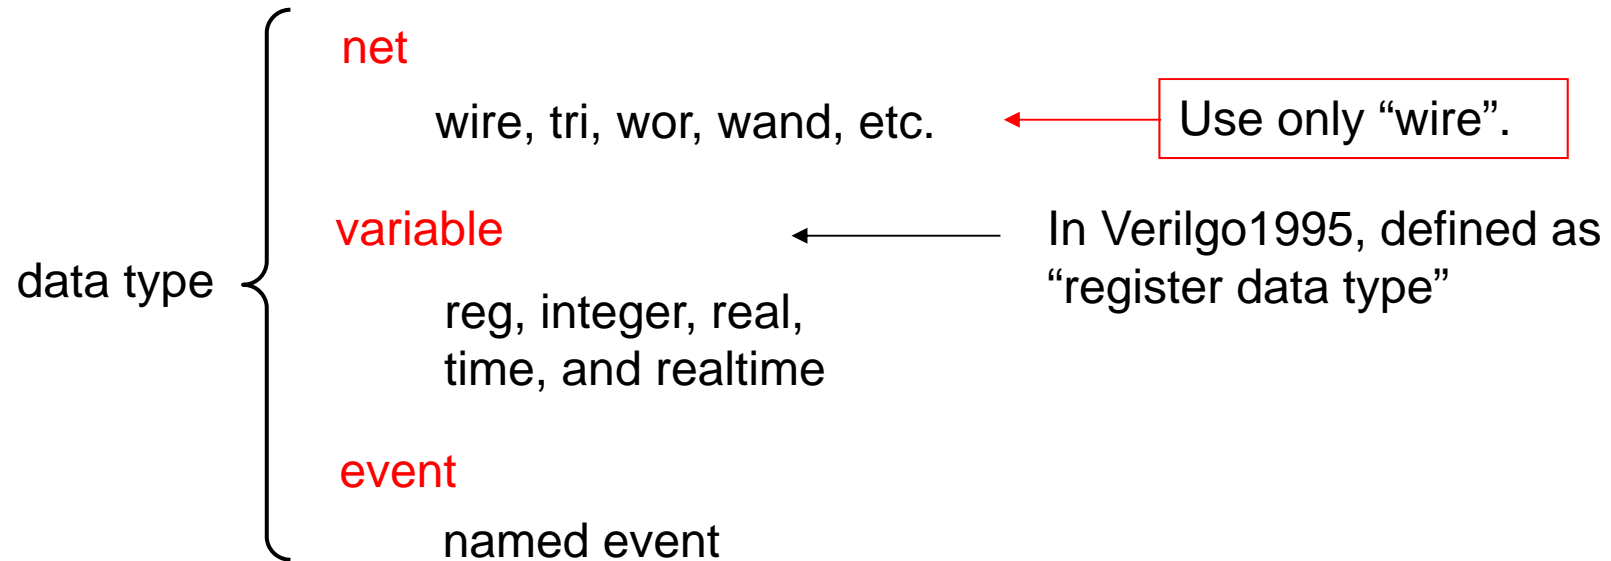 net
wire, tri, wor, wand, etc.
Use only “wire”.
variable
In Verilgo1995, defined as
“register data type”
data type
reg, integer, real,
time, and realtime
event
named event